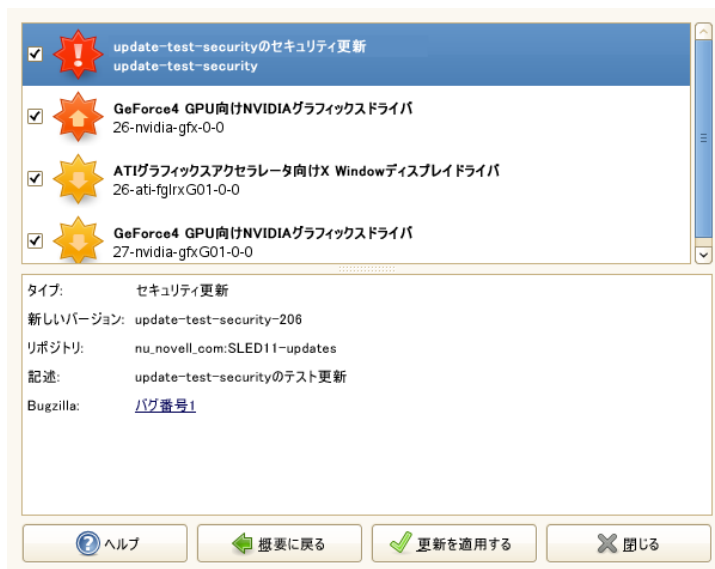 update-test-securityのセキュリティ更新
update-test-security
GeForce4 GPU向けNVIDIAグラフィックスドライバ
26-nvidia-gfx-0-0
ATIグラフィックスアクセラレータ向けX Windowディスプレイドライバ
26-ati-fglrxG01-0-0
GeForce4 GPU向けNVIDIAグラフィックスドライバ
27-nvidia-gfxG01-0-0
タイプ: セキュリティ更新
新しいバージョン: update-test-security-206
リポジトリ: nu_novell_com:SLED11-updates
記述: update-test-securityのテスト更新
Bugzilla: バグ番号1
ヘルプ 概要に戻る 更新を適用する 閉じる